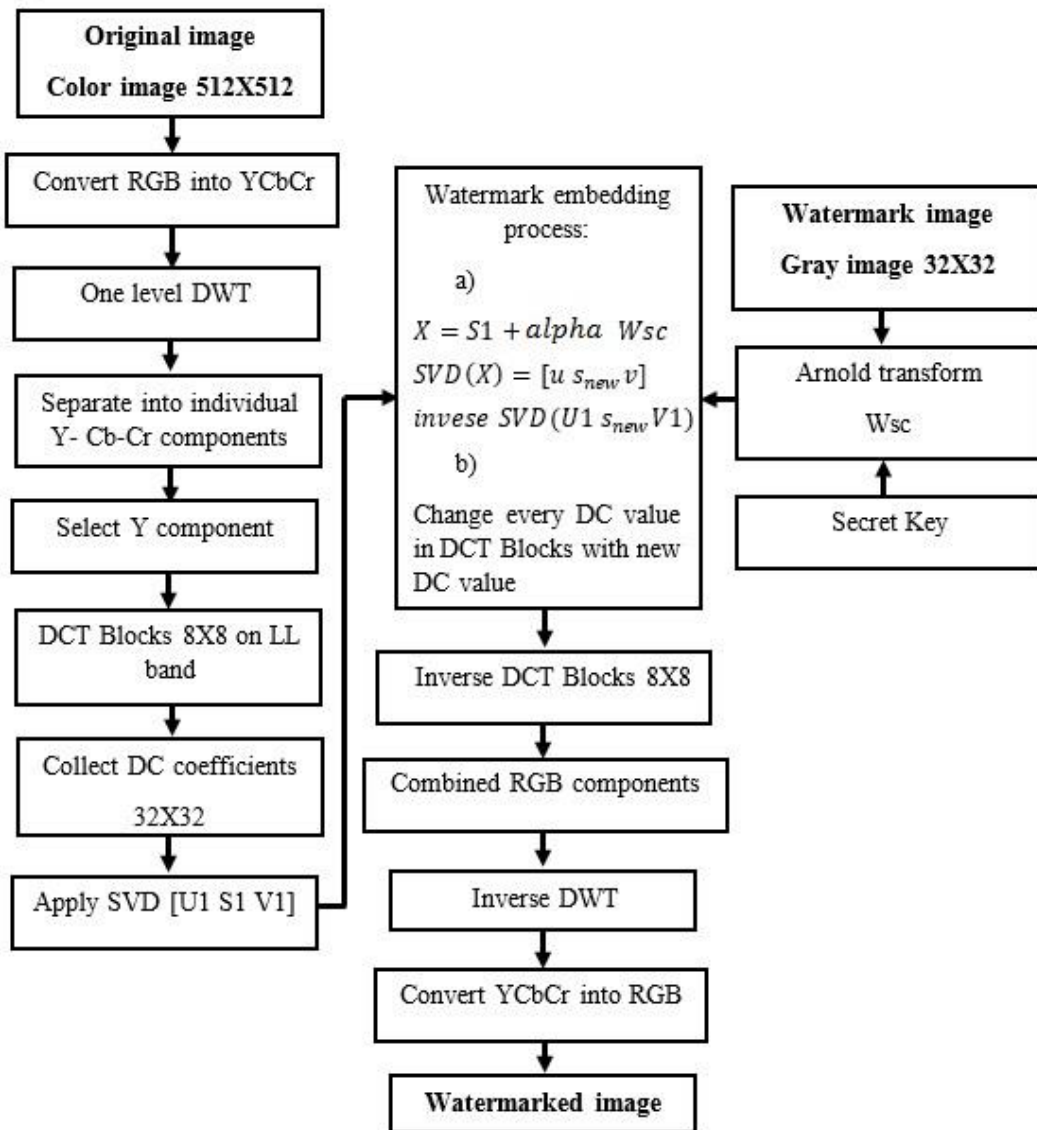 Original image
Color image 512X512
Convert RGB into YCbCr
One level DWT
Separate into individual
Y- Cb-Cr components
Select Y component
DCT Blocks 8X8 on LL
band
Collect DC coefficients
32X32
Apply SVD [U1 S1 V1]
Watermark embedding
process:
a)
X = S1 + alpha Wsc
SVD(X) = [u s_new v]
invese SVD(U1 s_new V1)
b)
Change every DC value
in DCT Blocks with new
DC value
Watermark image
Gray image 32X32
Arnold transform
Wsc
Secret Key
Inverse DCT Blocks 8X8
Combined RGB components
Inverse DWT
Convert YCbCr into RGB
Watermarked image